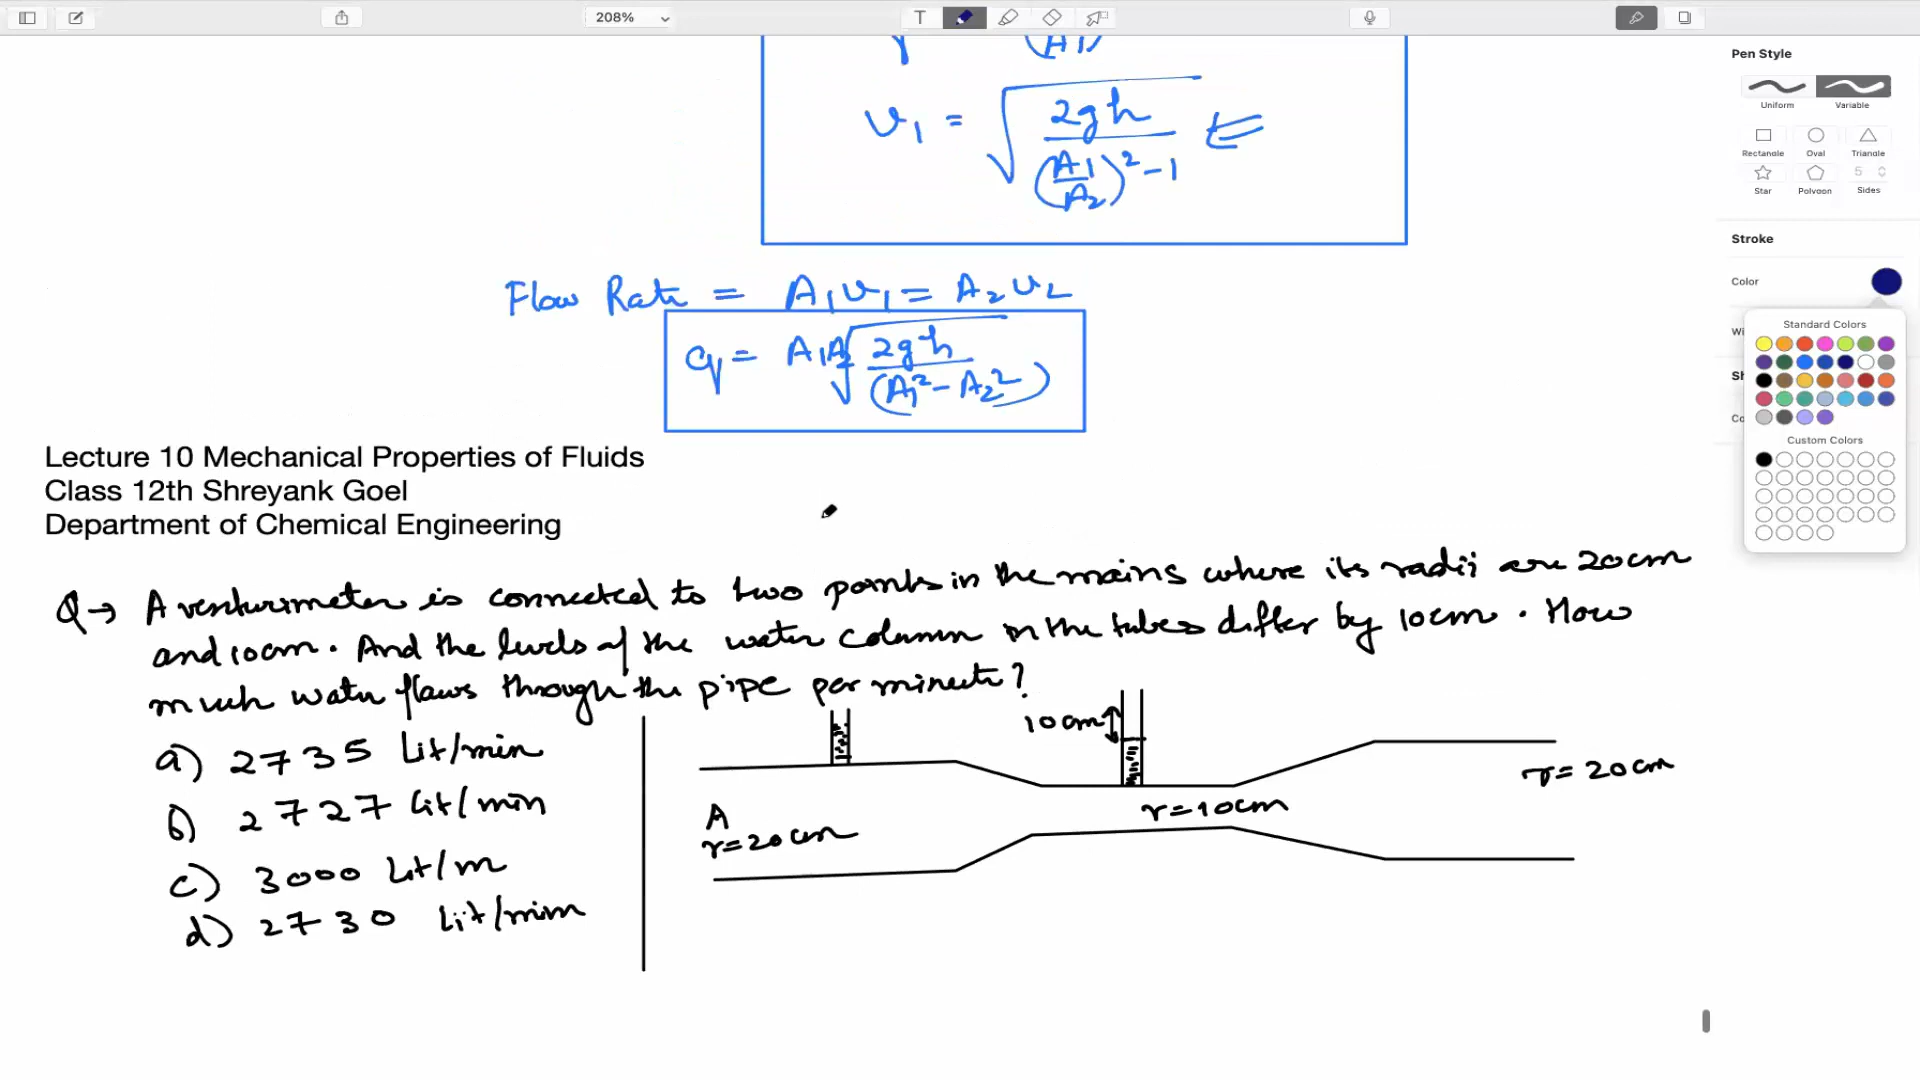 208%
T
Pen Style
Uniform Variable
Rectangle Oval Triangle
Star Polygon 5 Sides
Stroke
Color
Standard Colors
Custom Colors
v₁ = √(2gh / ((A1/A2)² - 1)) ⇐
Flow Rate = A₁v₁ = A₂v₂
q = A₁A₂√(2gh / (A₁² - A₂²))
Lecture 10 Mechanical Properties of Fluids
Class 12th Shreyank Goel
Department of Chemical Engineering
Q → A venturimeter is connected to two points in the mains where its radii are 20cm
and 10cm. And the levels of the water column in the tubes differ by 10cm. How
much water flows through the pipe per minute?
a) 2735 Lit/min
b) 2727 Lit/min
c) 3000 Lit/m
d) 2730 Lit/min
10cm
A
r=20cm
r=10cm
r=20cm